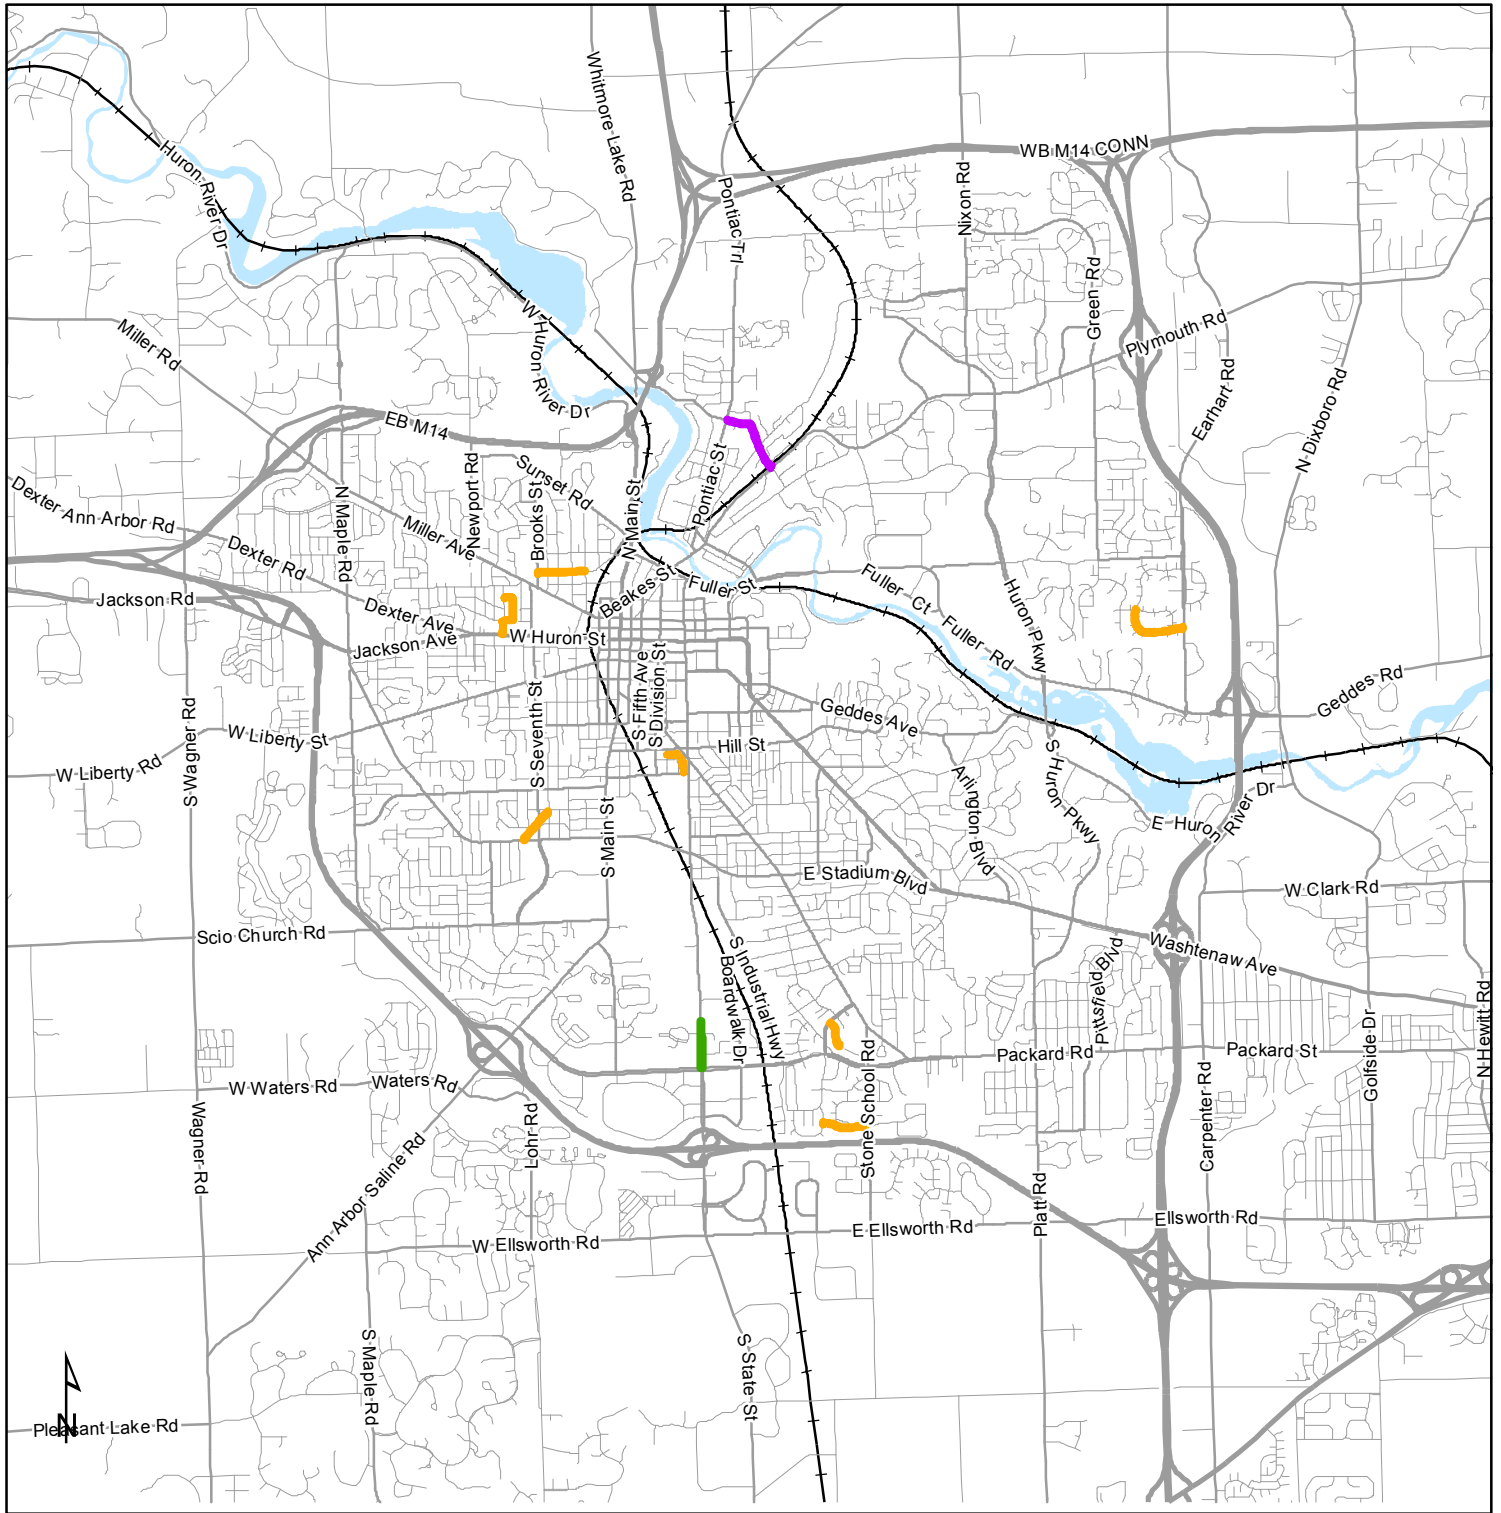 Whitmore Lake Rd
WB M14 CONN
Huron River Dr
Pontiac Trl
Nixon Rd
Green Rd
Miller Rd
W Huron River Dr
Plymouth Rd
Earhart Rd
N Dixboro Rd
EB M14
Newport Rd
Sunset Rd
Brooks St
N Main St
Pontiac St
Dexter Ann Arbor Rd
N Maple Rd
Miller Ave
Dexter Rd
Jackson Rd
Dexter Ave
Jackson Ave
W Huron St
Beakes St
Fuller St
Fuller Ct
Fuller Rd
Huron Pkwy
S Wagner Rd
W Liberty St
W Liberty Rd
S Seventh St
S Fifth Ave
S Division St
Hill St
Geddes Ave
Geddes Rd
S Huron Pkwy
Arlington Blvd
E Huron River Dr
S Main St
E Stadium Blvd
W Clark Rd
Scio Church Rd
S Industrial Hwy
Boardwalk Dr
Washtenaw Ave
Pittsfield Blvd
N Hewitt Rd
Packard Rd
Packard St
Golfside Dr
W Waters Rd
Waters Rd
Stone School Rd
Carpenter Rd
Wagner Rd
Lohr Rd
Ann Arbor Saline Rd
Platt Rd
W Ellsworth Rd
E Ellsworth Rd
Ellsworth Rd
S Maple Rd
S State St
Pleasant Lake Rd
N